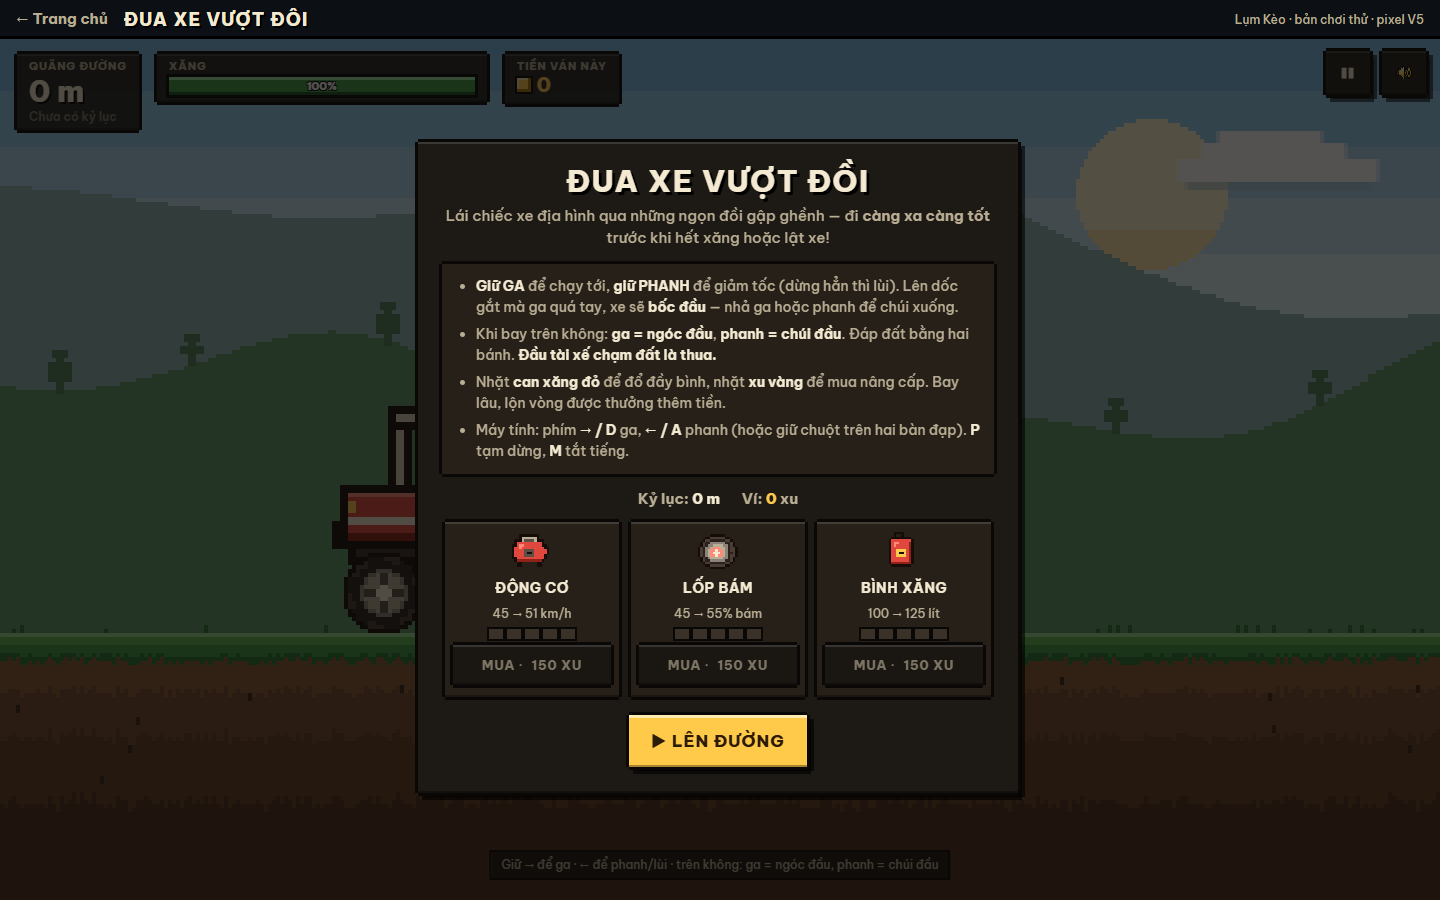 ← Trang chủ ĐUA XE VƯỢT ĐỒI
Lụm Kèo · bản chơi thử · pixel V5
QUÃNG ĐƯỜNG
0 m
Chưa có kỷ lục
XĂNG
100%
TIỀN VÁN NÀY
0
ĐUA XE VƯỢT ĐỒI
Lái chiếc xe địa hình qua những ngọn đồi gập ghềnh — đi càng xa càng tốt
trước khi hết xăng hoặc lật xe!
• Giữ GA để chạy tới, giữ PHANH để giảm tốc (dừng hẳn thì lùi). Lên dốc
gắt mà ga quá tay, xe sẽ bốc đầu — nhả ga hoặc phanh để chúi xuống.
• Khi bay trên không: ga = ngóc đầu, phanh = chúi đầu. Đáp đất bằng hai
bánh. Đầu tài xế chạm đất là thua.
• Nhặt can xăng đỏ để đổ đầy bình, nhặt xu vàng để mua nâng cấp. Bay
lâu, lộn vòng được thưởng thêm tiền.
• Máy tính: phím → / D ga, ← / A phanh (hoặc giữ chuột trên hai bàn đạp). P
tạm dừng, M tắt tiếng.
Kỷ lục: 0 m Ví: 0 xu
ĐỘNG CƠ
45 → 51 km/h
MUA · 150 XU
LỐP BÁM
45 → 55% bám
MUA · 150 XU
BÌNH XĂNG
100 → 125 lít
MUA · 150 XU
▶ LÊN ĐƯỜNG
Giữ → để ga · ← để phanh/lùi · trên không: ga = ngóc đầu, phanh = chúi đầu